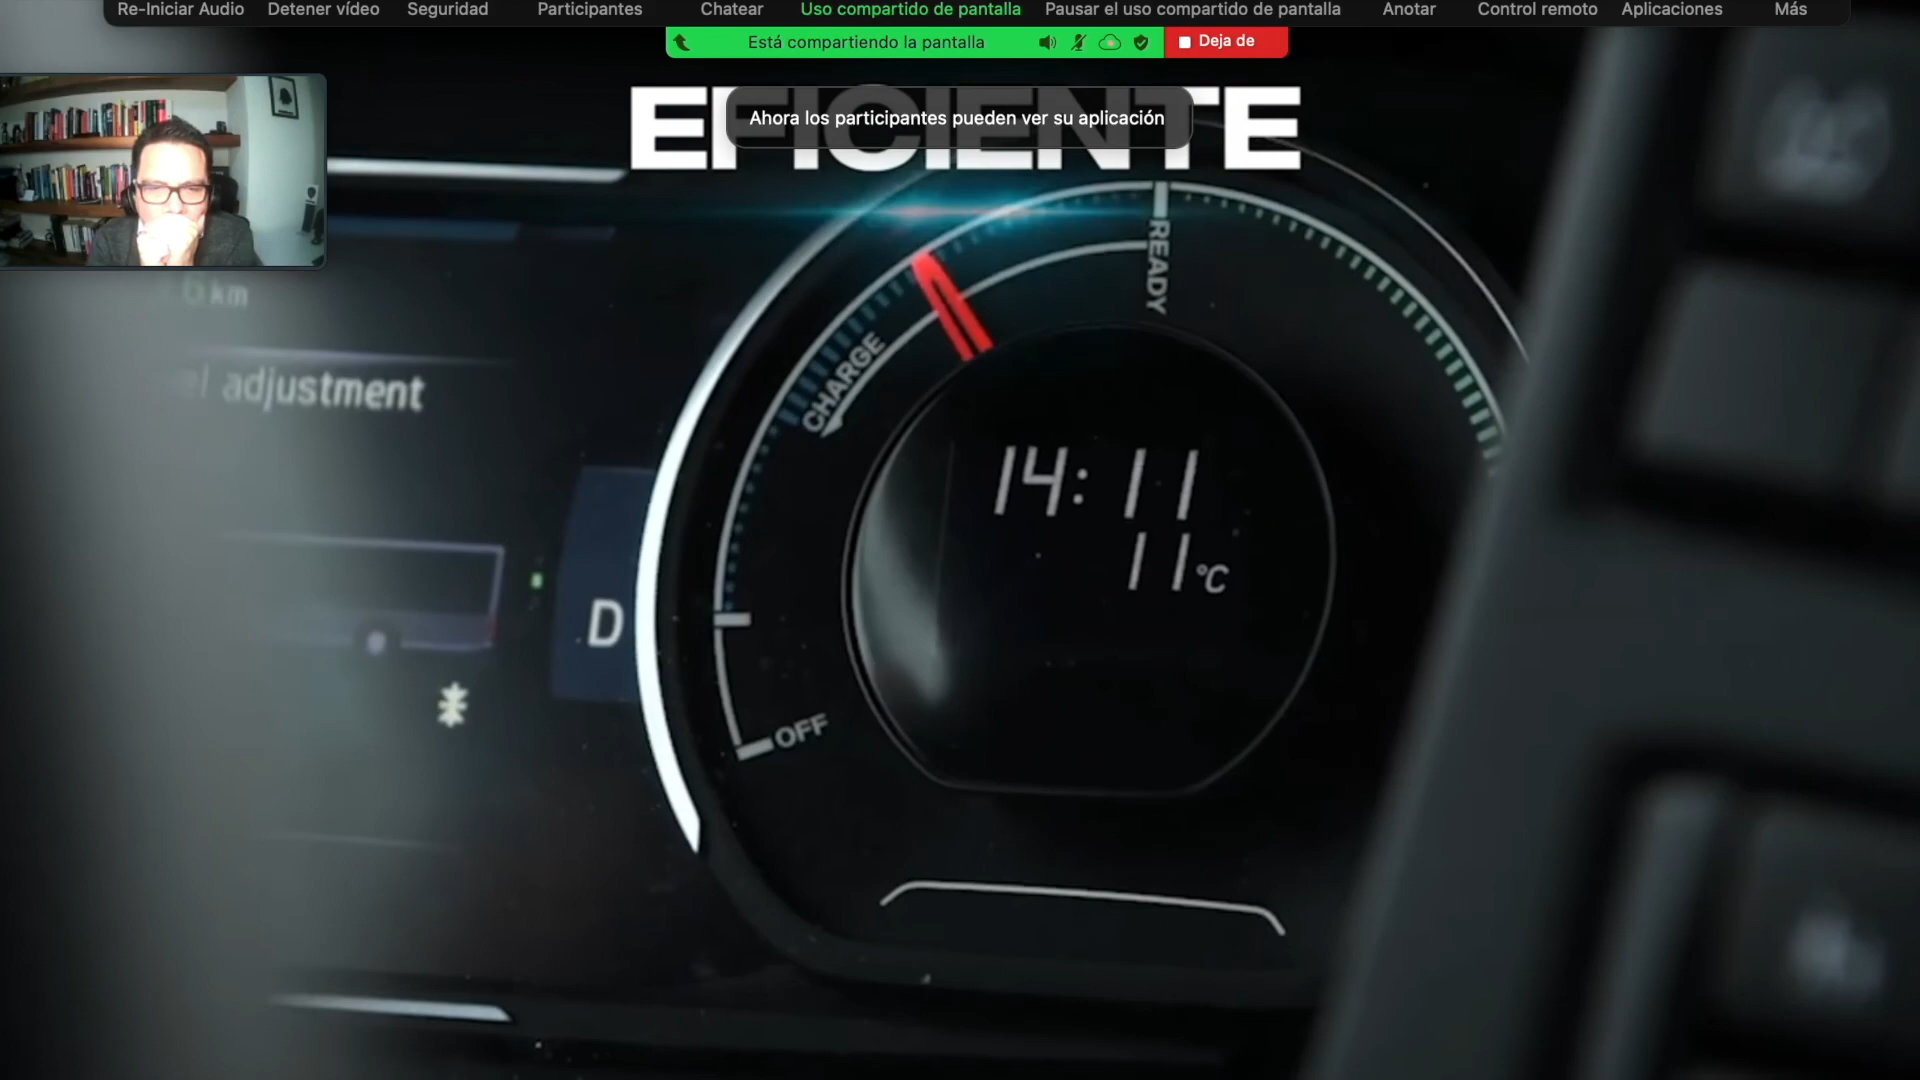 Re-Iniciar Audio Detener vídeo Seguridad Participantes Chatear Uso compartido de pantalla Pausar el uso compartido de pantalla Anotar Control remoto Aplicaciones Más
Está compartiendo la pantalla Deja de
EFICIENTE
Ahora los participantes pueden ver su aplicación
km
adjustment
READY
CHARGE
14:11
11°C
D
OFF